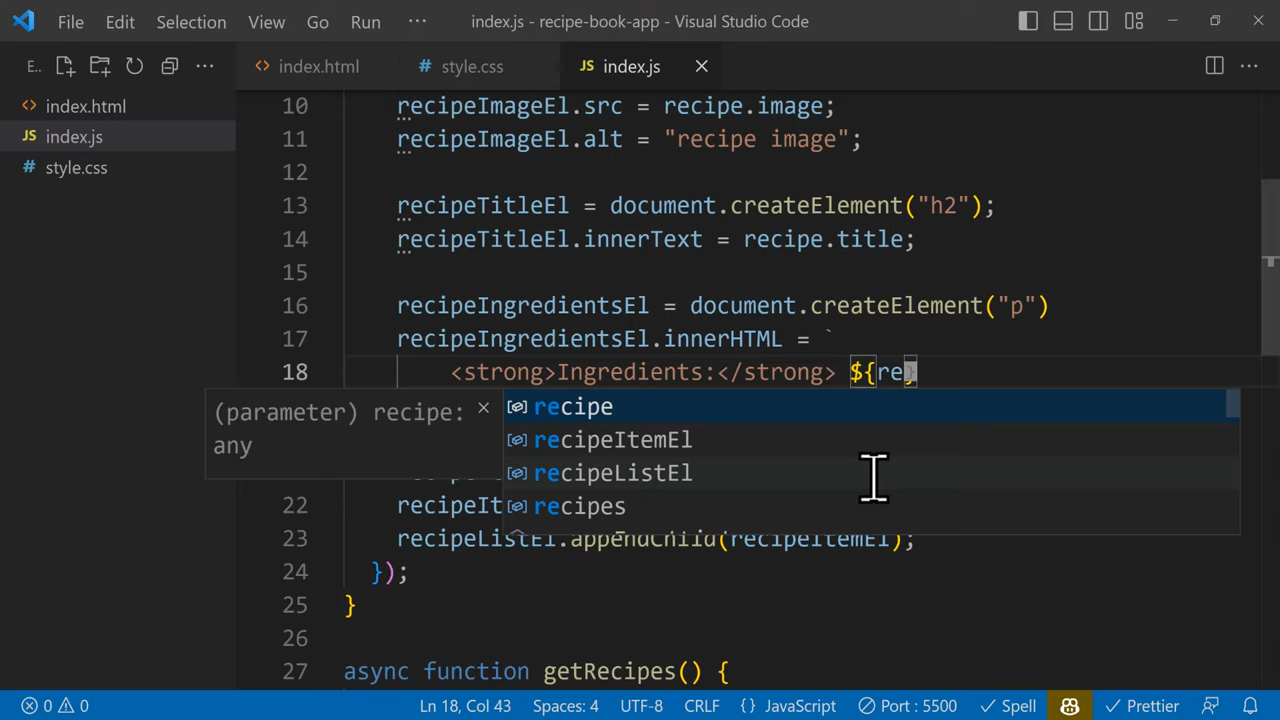 File Edit Selection View Go Run ··· index.js - recipe-book-app - Visual Studio Code
E..
index.html
index.js
style.css
index.html style.css JS index.js
10 recipeImageEl.src = recipe.image;
11 recipeImageEl.alt = "recipe image";
12
13 recipeTitleEl = document.createElement("h2");
14 recipeTitleEl.innerText = recipe.title;
15
16 recipeIngredientsEl = document.createElement("p")
17 recipeIngredientsEl.innerHTML = `
18 <strong>Ingredients:</strong> ${re}
(parameter) recipe: any
recipe
recipeItemEl
recipeListEl
recipes
22 recipeIt
23 recipeListEl.appendChild(recipeItemEl);
24 });
25 }
26
27 async function getRecipes() {
0 0 Ln 18, Col 43 Spaces: 4 UTF-8 CRLF {} JavaScript Port : 5500 Spell Prettier